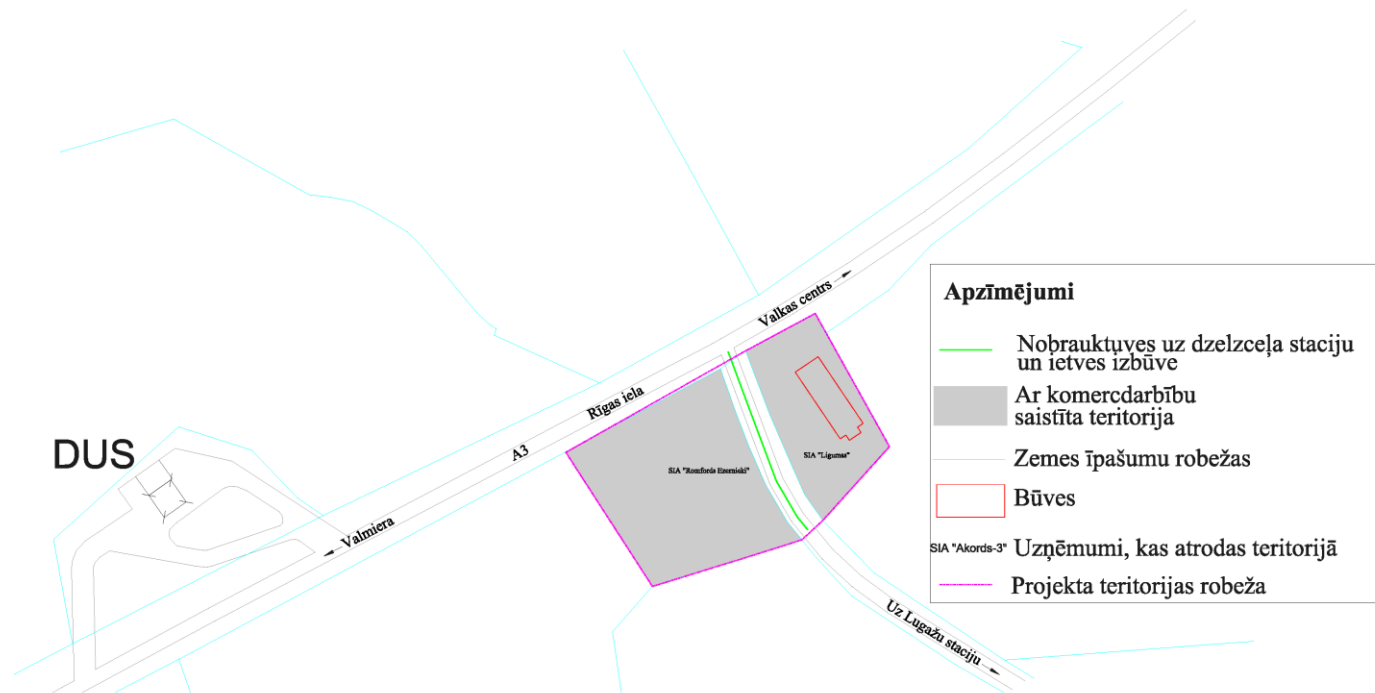 Valkas centrs
Rīgas iela
A3
DUS
Valmiera
SIA "Romfords Ezernieki"
SIA "Līgumsa"
Uz Lugažu staciju
Apzīmējumi
Nobrauktuves uz dzelzceļa staciju
un ietves izbūve
Ar komercdarbību
saistīta teritorija
Zemes īpašumu robežas
Būves
SIA "Akords-3" Uzņēmumi, kas atrodas teritorijā
Projekta teritorijas robeža